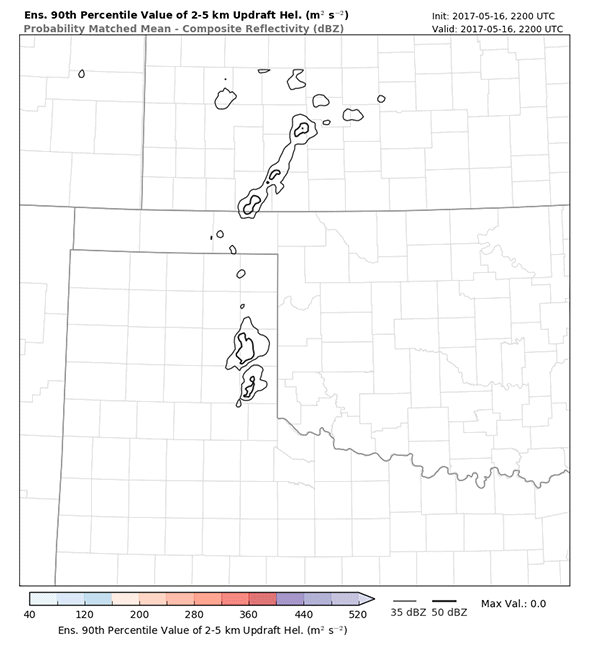 Ens. 90th Percentile Value of 2-5 km Updraft Hel. (m² s⁻²)
Init: 2017-05-16, 2200 UTC
Probability Matched Mean - Composite Reflectivity (dBZ)
Valid: 2017-05-16, 2200 UTC
40 120 200 280 360 440 520
35 dBZ 50 dBZ
Max Val.: 0.0
Ens. 90th Percentile Value of 2-5 km Updraft Hel. (m² s⁻²)